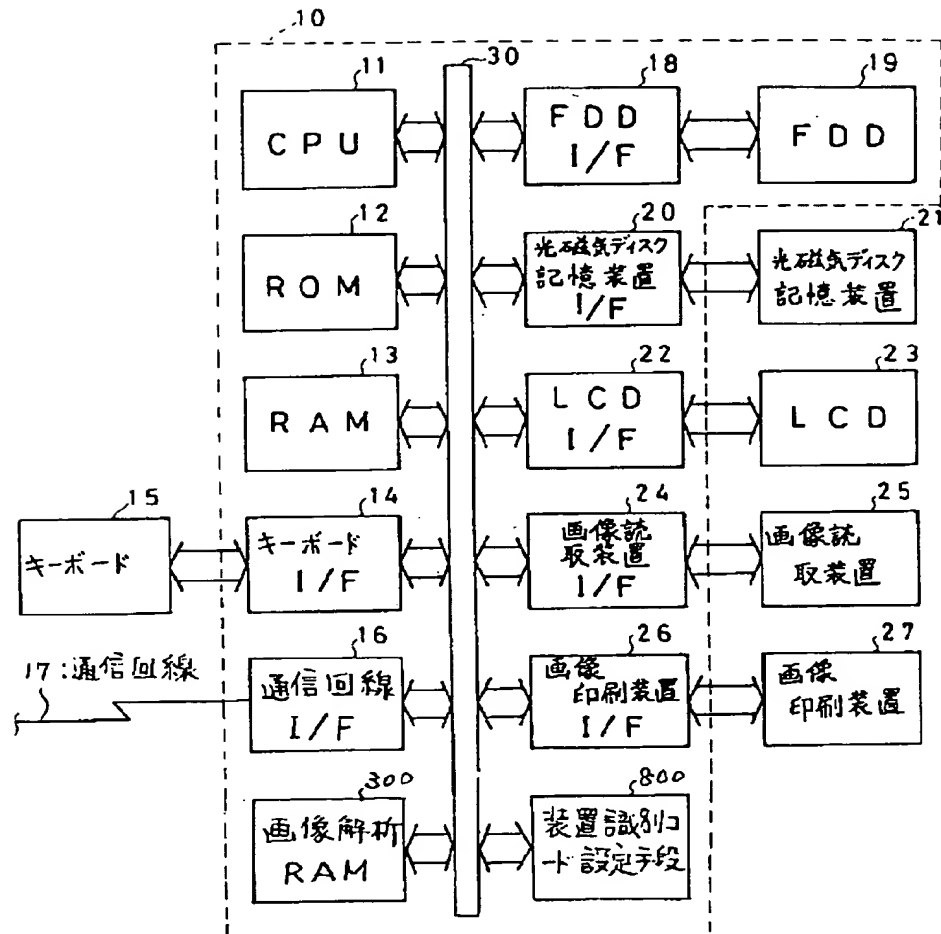 10
30
11
CPU
18
FDD
I/F
19
FDD
12
ROM
20
光磁気ディスク
記憶装置
I/F
21
光磁気ディスク
記憶装置
13
RAM
22
LCD
I/F
23
LCD
15
キーボード
14
キーボード
I/F
24
画像読
取装置
I/F
25
画像読
取装置
17:通信回線
16
通信回線
I/F
26
画像
印刷装置
I/F
27
画像
印刷装置
300
画像解析
RAM
800
装置識別コ
ード設定手段